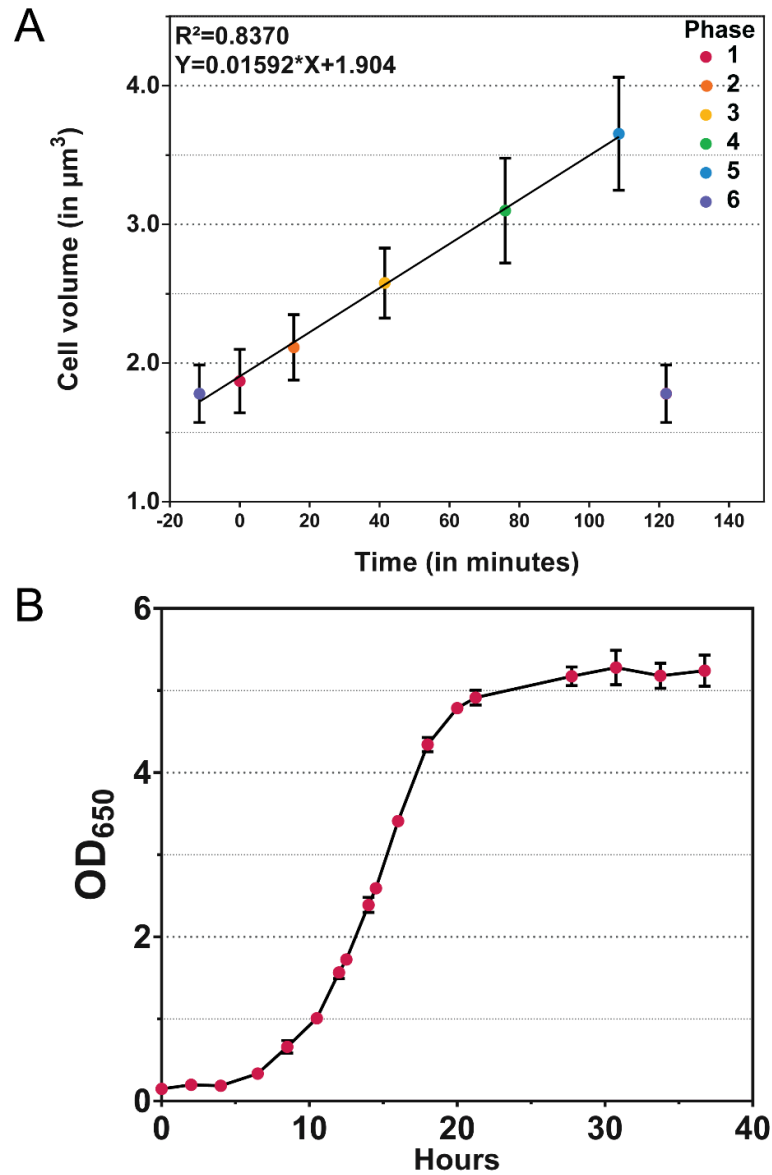 A
R²=0.8370
Y=0.01592*X+1.904
Phase
1
2
3
4
5
6
Cell volume (in µm³)
4.0
3.0
2.0
1.0
-20 0 20 40 60 80 100 120 140
Time (in minutes)
B
OD650
6
4
2
0
0 10 20 30 40
Hours